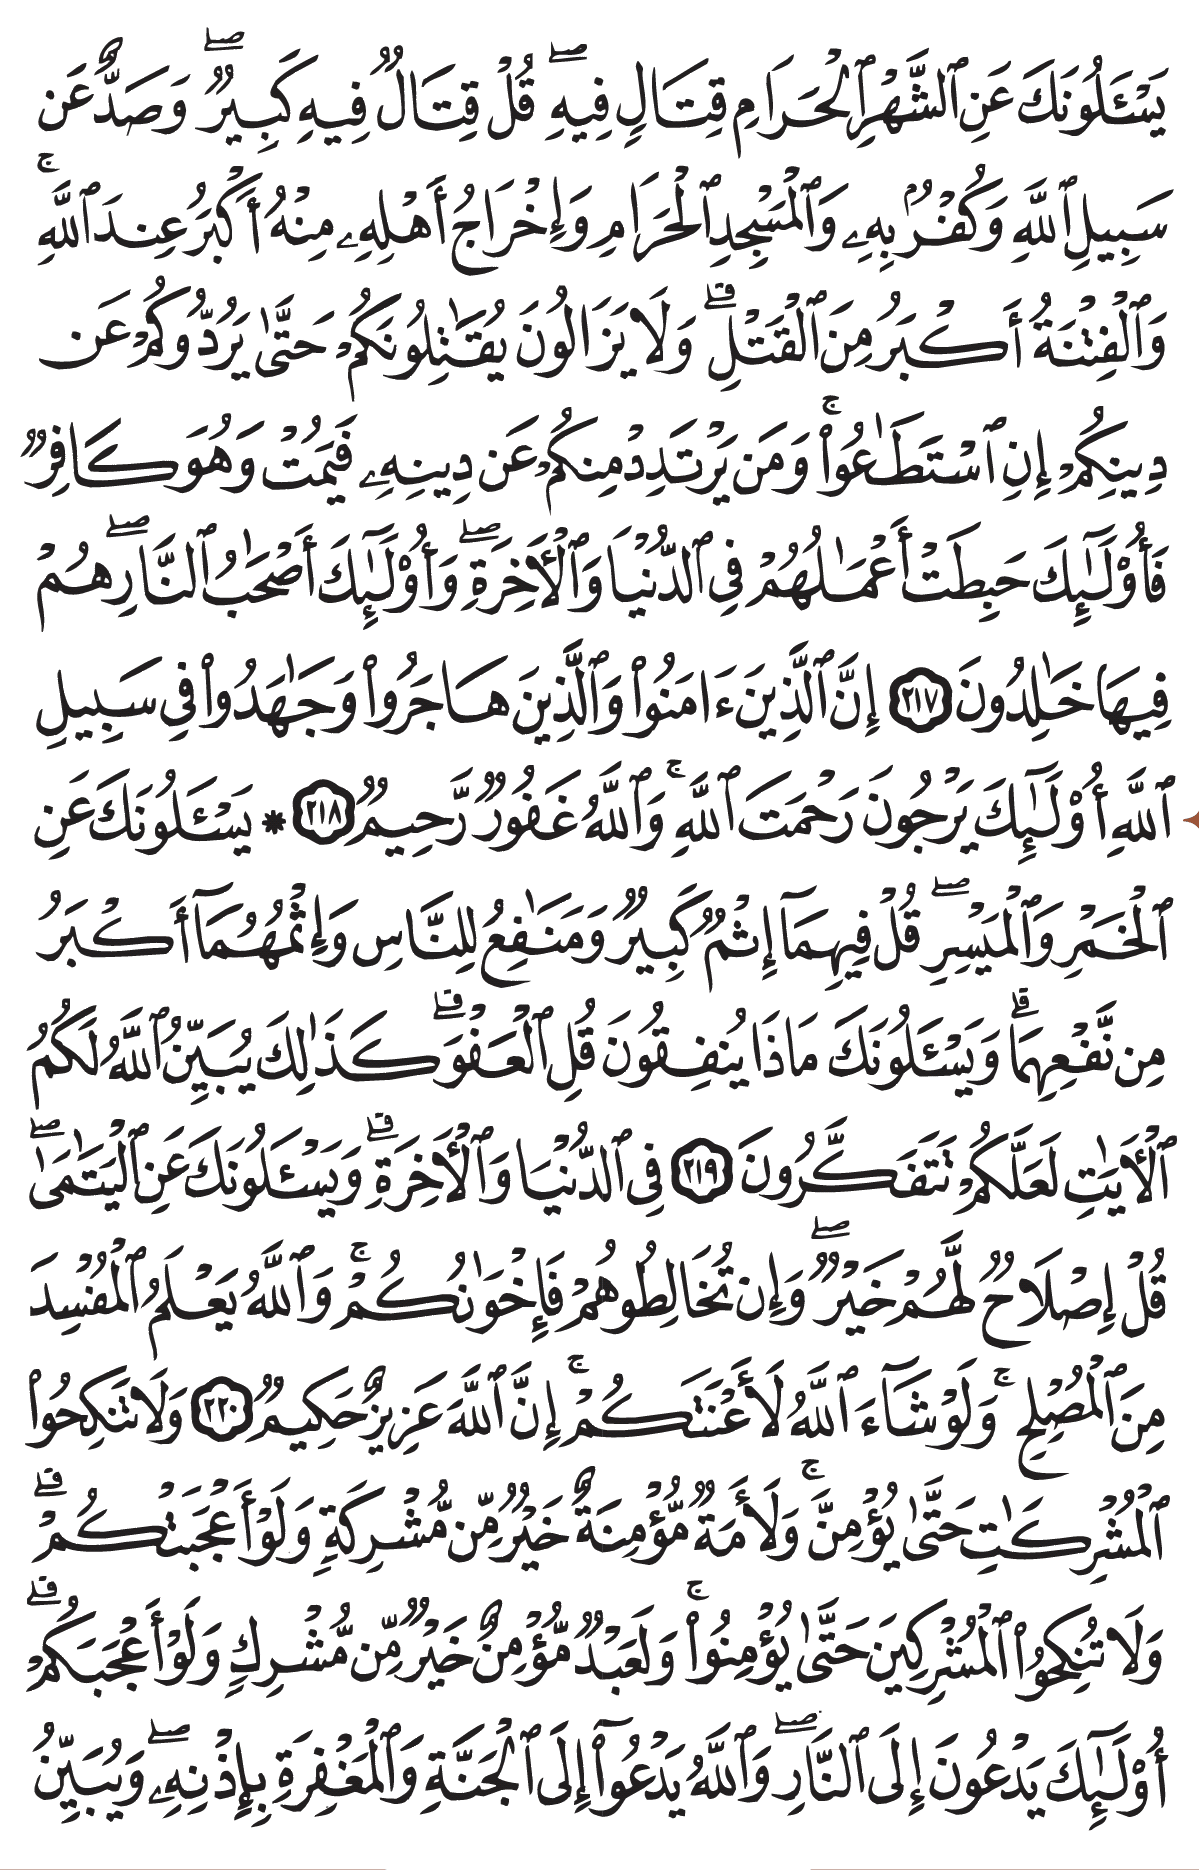 يَسْـَٔلُونَكَ عَنِ ٱلشَّهْرِ ٱلْحَرَامِ قِتَالٍ فِيهِۖ قُلْ قِتَالٌ فِيهِ كَبِيرٌۖ وَصَدٌّ عَن
سَبِيلِ ٱللَّهِ وَكُفْرٌۢ بِهِۦ وَٱلْمَسْجِدِ ٱلْحَرَامِ وَإِخْرَاجُ أَهْلِهِۦ مِنْهُ أَكْبَرُ عِندَ ٱللَّهِۚ
وَٱلْفِتْنَةُ أَكْبَرُ مِنَ ٱلْقَتْلِۗ وَلَا يَزَالُونَ يُقَٰتِلُونَكُمْ حَتَّىٰ يَرُدُّوكُمْ عَن
دِينِكُمْ إِنِ ٱسْتَطَٰعُوا۟ۚ وَمَن يَرْتَدِدْ مِنكُمْ عَن دِينِهِۦ فَيَمُتْ وَهُوَ كَافِرٌ
فَأُو۟لَٰٓئِكَ حَبِطَتْ أَعْمَٰلُهُمْ فِى ٱلدُّنْيَا وَٱلْءَاخِرَةِۖ وَأُو۟لَٰٓئِكَ أَصْحَٰبُ ٱلنَّارِۖ هُمْ
فِيهَا خَٰلِدُونَ ٢١٧ إِنَّ ٱلَّذِينَ ءَامَنُوا۟ وَٱلَّذِينَ هَاجَرُوا۟ وَجَٰهَدُوا۟ فِى سَبِيلِ
ٱللَّهِ أُو۟لَٰٓئِكَ يَرْجُونَ رَحْمَتَ ٱللَّهِۚ وَٱللَّهُ غَفُورٌ رَّحِيمٌ ٢١٨ * يَسْـَٔلُونَكَ عَنِ
ٱلْخَمْرِ وَٱلْمَيْسِرِۖ قُلْ فِيهِمَآ إِثْمٌ كَبِيرٌ وَمَنَٰفِعُ لِلنَّاسِ وَإِثْمُهُمَآ أَكْبَرُ
مِن نَّفْعِهِمَاۗ وَيَسْـَٔلُونَكَ مَاذَا يُنفِقُونَ قُلِ ٱلْعَفْوَۗ كَذَٰلِكَ يُبَيِّنُ ٱللَّهُ لَكُمُ
ٱلْءَايَٰتِ لَعَلَّكُمْ تَتَفَكَّرُونَ ٢١٩ فِى ٱلدُّنْيَا وَٱلْءَاخِرَةِۗ وَيَسْـَٔلُونَكَ عَنِ ٱلْيَتَٰمَىٰۖ
قُلْ إِصْلَاحٌ لَّهُمْ خَيْرٌۖ وَإِن تُخَالِطُوهُمْ فَإِخْوَٰنُكُمْۚ وَٱللَّهُ يَعْلَمُ ٱلْمُفْسِدَ
مِنَ ٱلْمُصْلِحِۚ وَلَوْ شَآءَ ٱللَّهُ لَأَعْنَتَكُمْۚ إِنَّ ٱللَّهَ عَزِيزٌ حَكِيمٌ ٢٢٠ وَلَا تَنكِحُوا۟
ٱلْمُشْرِكَٰتِ حَتَّىٰ يُؤْمِنَّۚ وَلَأَمَةٌ مُّؤْمِنَةٌ خَيْرٌ مِّن مُّشْرِكَةٍ وَلَوْ أَعْجَبَتْكُمْۗ
وَلَا تُنكِحُوا۟ ٱلْمُشْرِكِينَ حَتَّىٰ يُؤْمِنُوا۟ۚ وَلَعَبْدٌ مُّؤْمِنٌ خَيْرٌ مِّن مُّشْرِكٍ وَلَوْ أَعْجَبَكُمْۗ
أُو۟لَٰٓئِكَ يَدْعُونَ إِلَى ٱلنَّارِۖ وَٱللَّهُ يَدْعُوٓا۟ إِلَى ٱلْجَنَّةِ وَٱلْمَغْفِرَةِ بِإِذْنِهِۦۖ وَيُبَيِّنُ